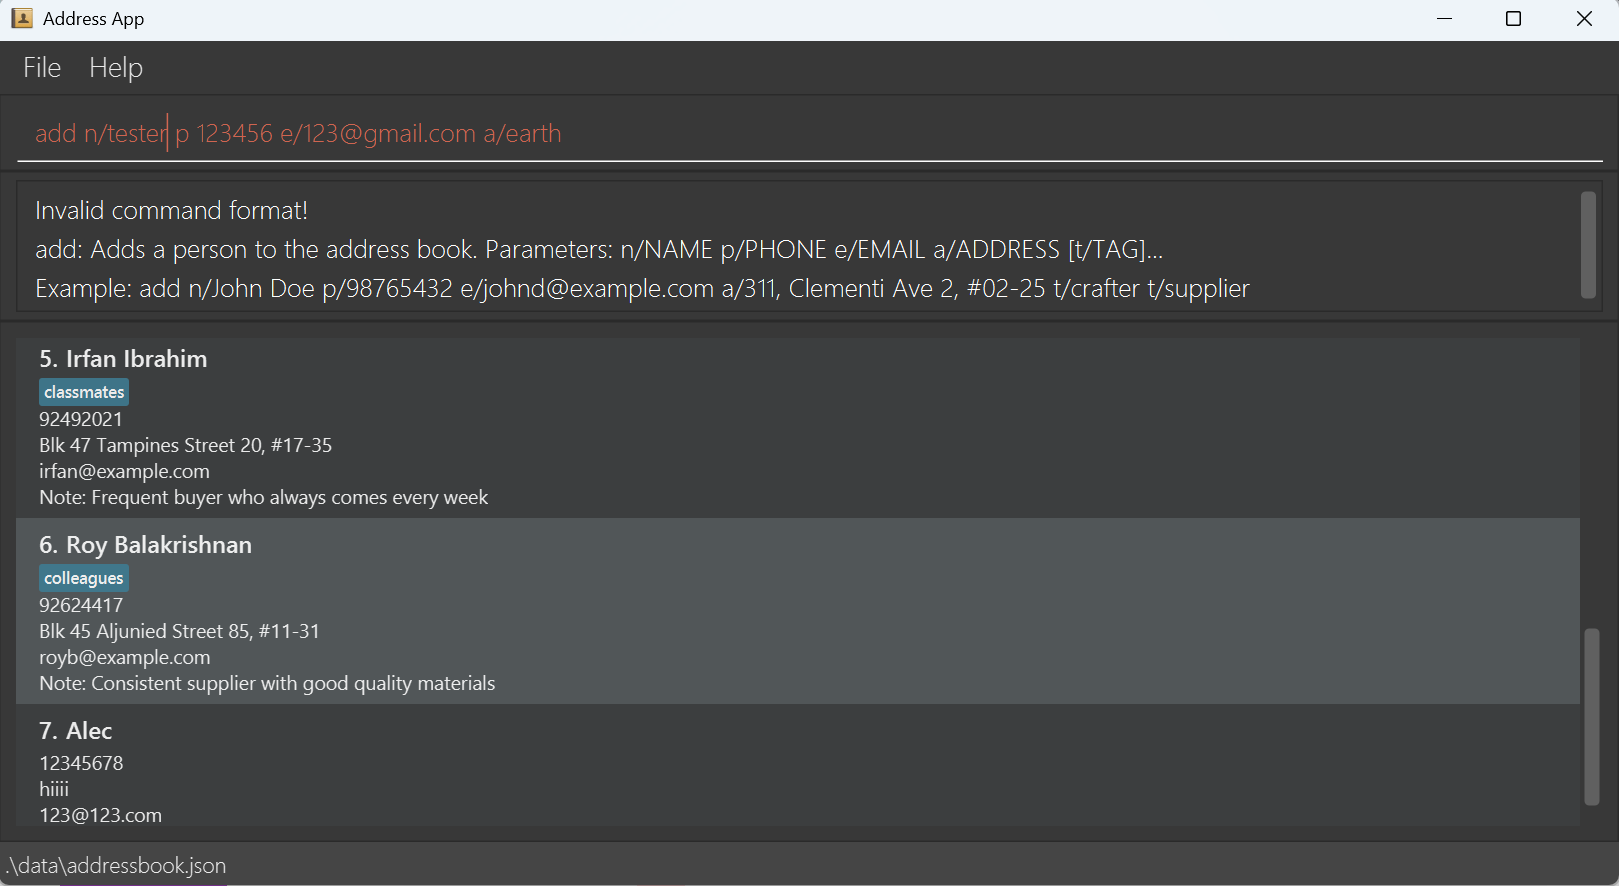 Address App
File Help
add n/tester p 123456 e/123@gmail.com a/earth
Invalid command format!
add: Adds a person to the address book. Parameters: n/NAME p/PHONE e/EMAIL a/ADDRESS [t/TAG]...
Example: add n/John Doe p/98765432 e/johnd@example.com a/311, Clementi Ave 2, #02-25 t/crafter t/supplier
5. Irfan Ibrahim
classmates
92492021
Blk 47 Tampines Street 20, #17-35
irfan@example.com
Note: Frequent buyer who always comes every week
6. Roy Balakrishnan
colleagues
92624417
Blk 45 Aljunied Street 85, #11-31
royb@example.com
Note: Consistent supplier with good quality materials
7. Alec
12345678
hiiii
123@123.com
.\data\addressbook.json